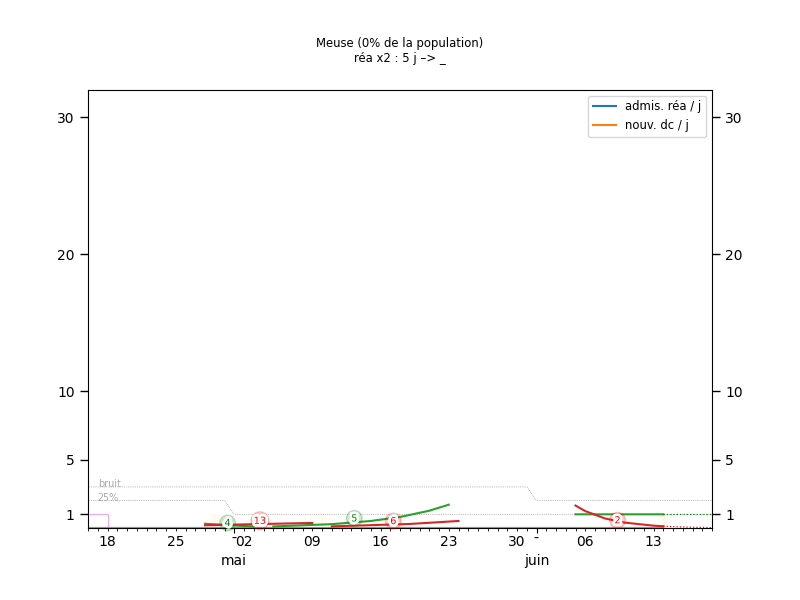 Meuse (0% de la population)
réa x2 : 5 j –> _
admis. réa / j
nouv. dc / j
30 30
20 20
10 10
5 5
bruit
25%
1 1
4 13 5 6 2
18 25 02 09 16 23 30 06 13
mai juin